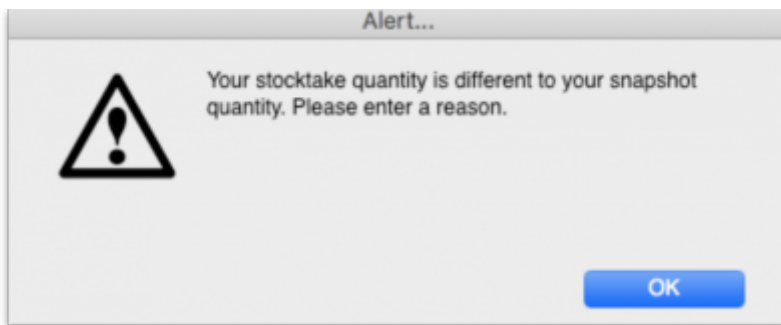 Alert...
Your stocktake quantity is different to your snapshot
quantity. Please enter a reason.
OK